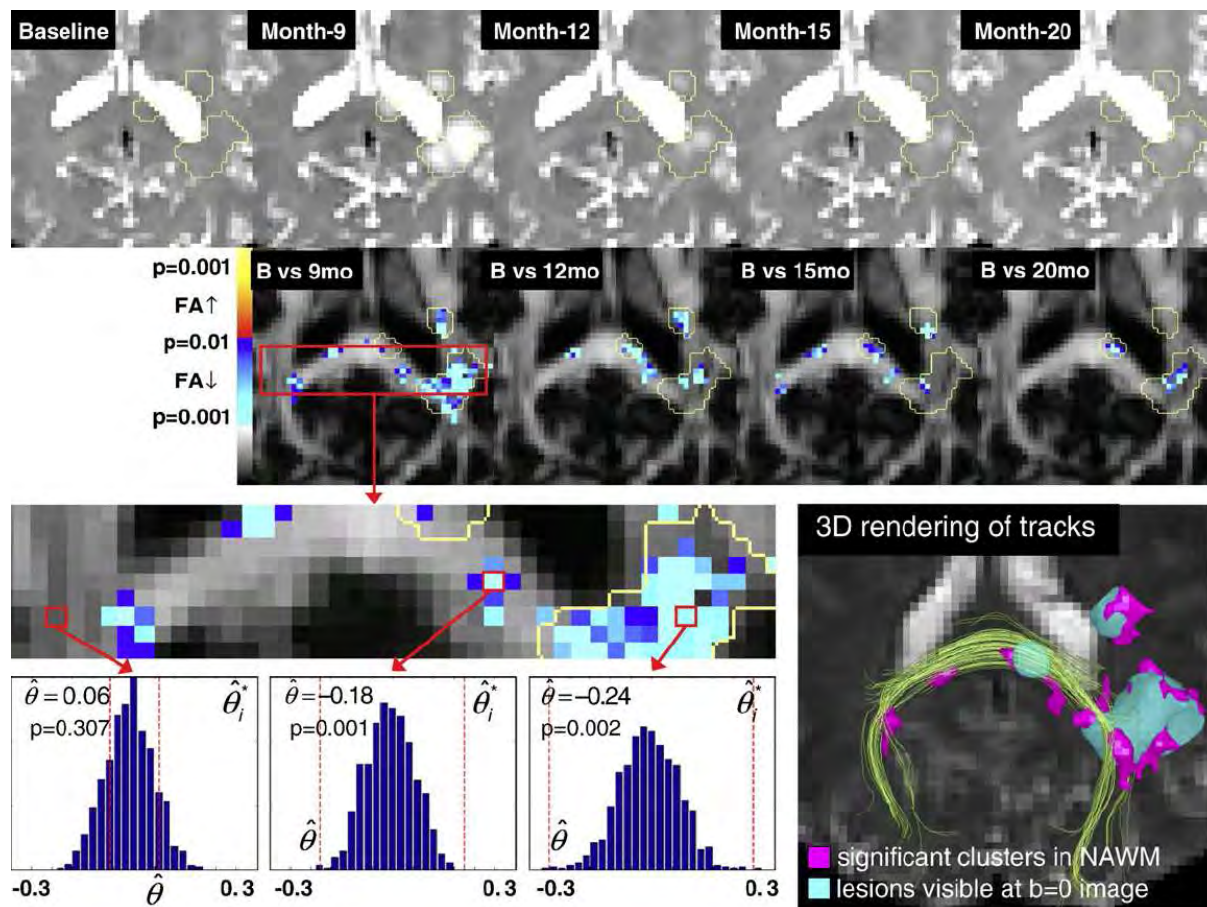 Baseline
Month-9
Month-12
Month-15
Month-20
p=0.001
FA↑
p=0.01
FA↓
p=0.001
B vs 9mo
B vs 12mo
B vs 15mo
B vs 20mo
3D rendering of tracks
θ̂ = 0.06
p=0.307
θ̂*ᵢ
-0.3
θ̂
0.3
θ̂ =−0.18
p=0.001
θ̂*ᵢ
θ̂
-0.3
0.3
θ̂ =−0.24
p=0.002
θ̂*ᵢ
θ̂
-0.3
0.3
significant clusters in NAWM
lesions visible at b=0 image